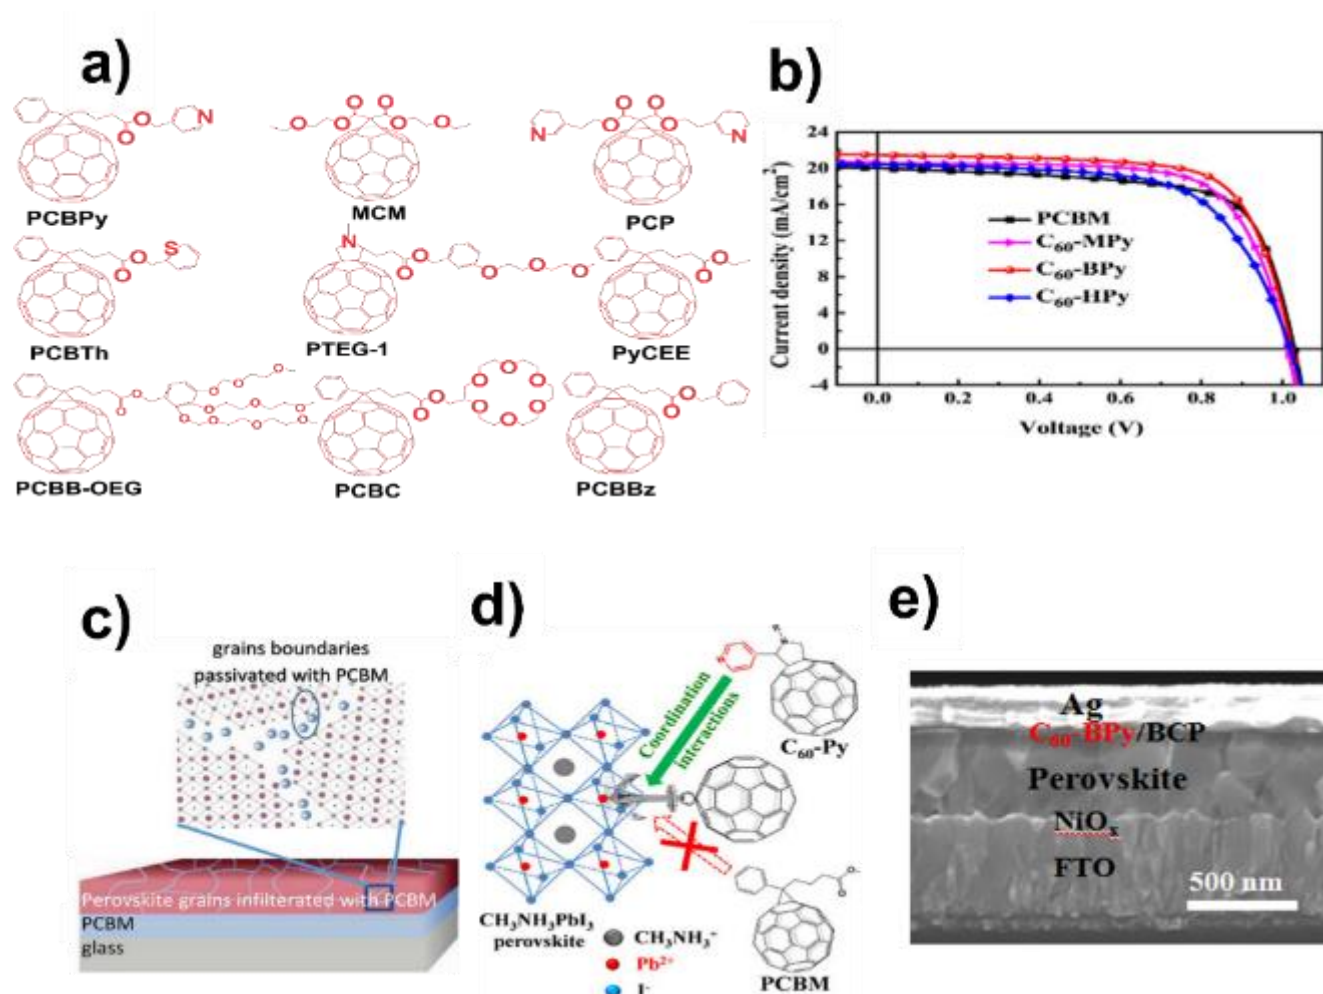 a)
N
PCBPy
MCM
N
N
PCP
S
PCBTh
N
PTEG-1
PyCEE
PCBB-OEG
PCBC
PCBBz
b)
Current density (mA/cm²)
24
20
16
12
8
4
0
-4
PCBM
C₆₀-MPy
C₆₀-BPy
C₆₀-HPy
0.0 0.2 0.4 0.6 0.8 1.0
Voltage (V)
c)
grains boundaries
passivated with PCBM
Perovskite grains infilterated with PCBM
PCBM
glass
d)
Coordination
interactions
C₆₀-Py
CH₃NH₃PbI₃
perovskite
CH₃NH₃⁺
Pb²⁺
I⁻
PCBM
e)
Ag
C₆₀-BPy/BCP
Perovskite
NiOₓ
FTO
500 nm